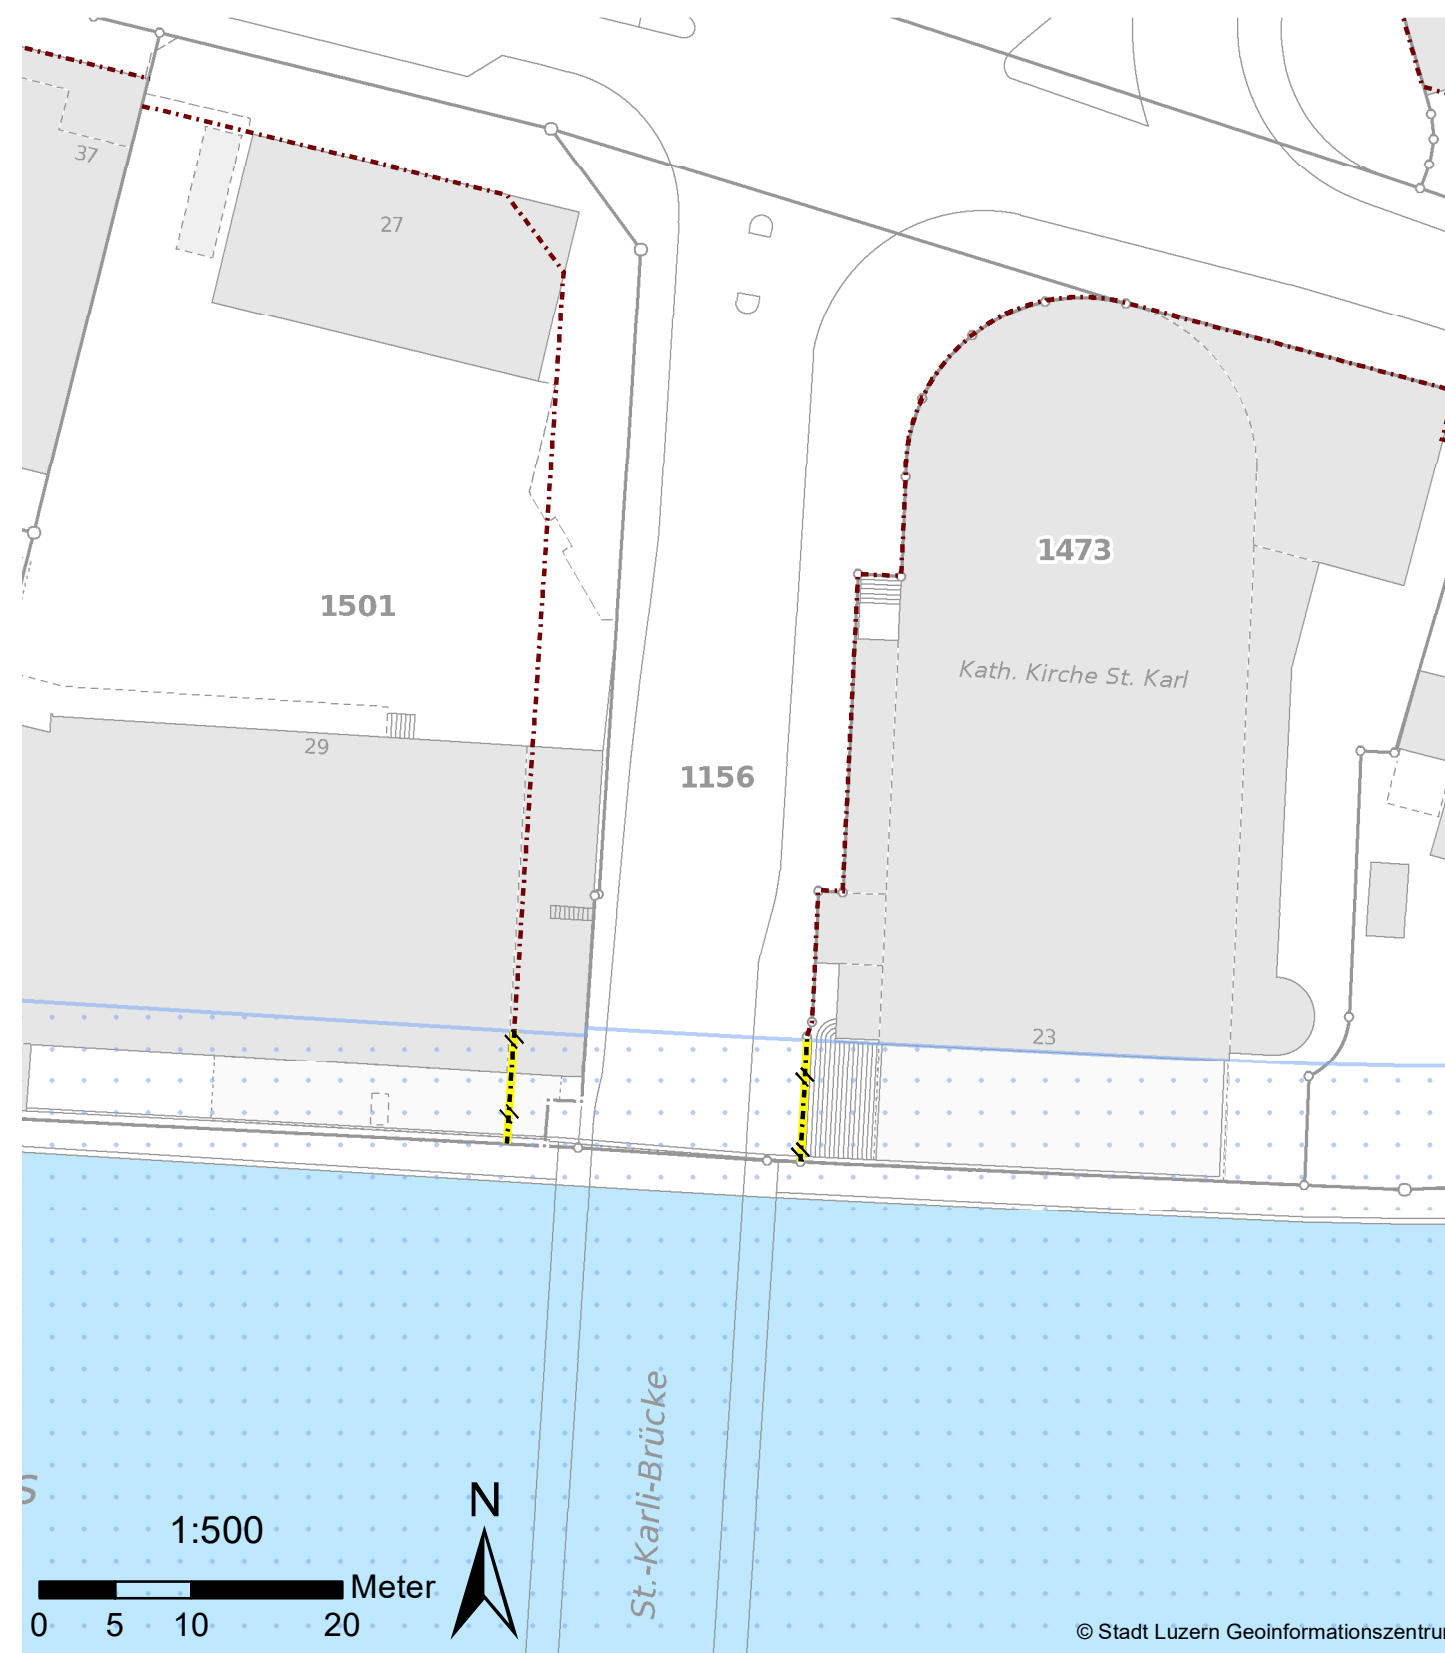 37
27
1473
1501
Kath. Kirche St. Karl
29
1156
23
St.-Karli-Brücke
s
N
1:500
Meter
0 5 10 20
© Stadt Luzern Geoinformationszentru